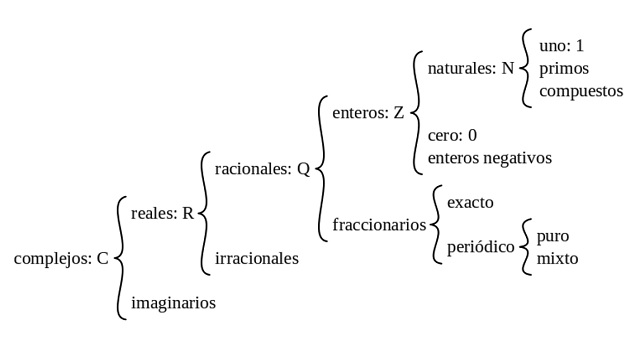 uno: 1
naturales: N
primos
compuestos
enteros: Z
cero: 0
enteros negativos
racionales: Q
exacto
reales: R
fraccionarios
puro
periódico
mixto
complejos: C
irracionales
imaginarios